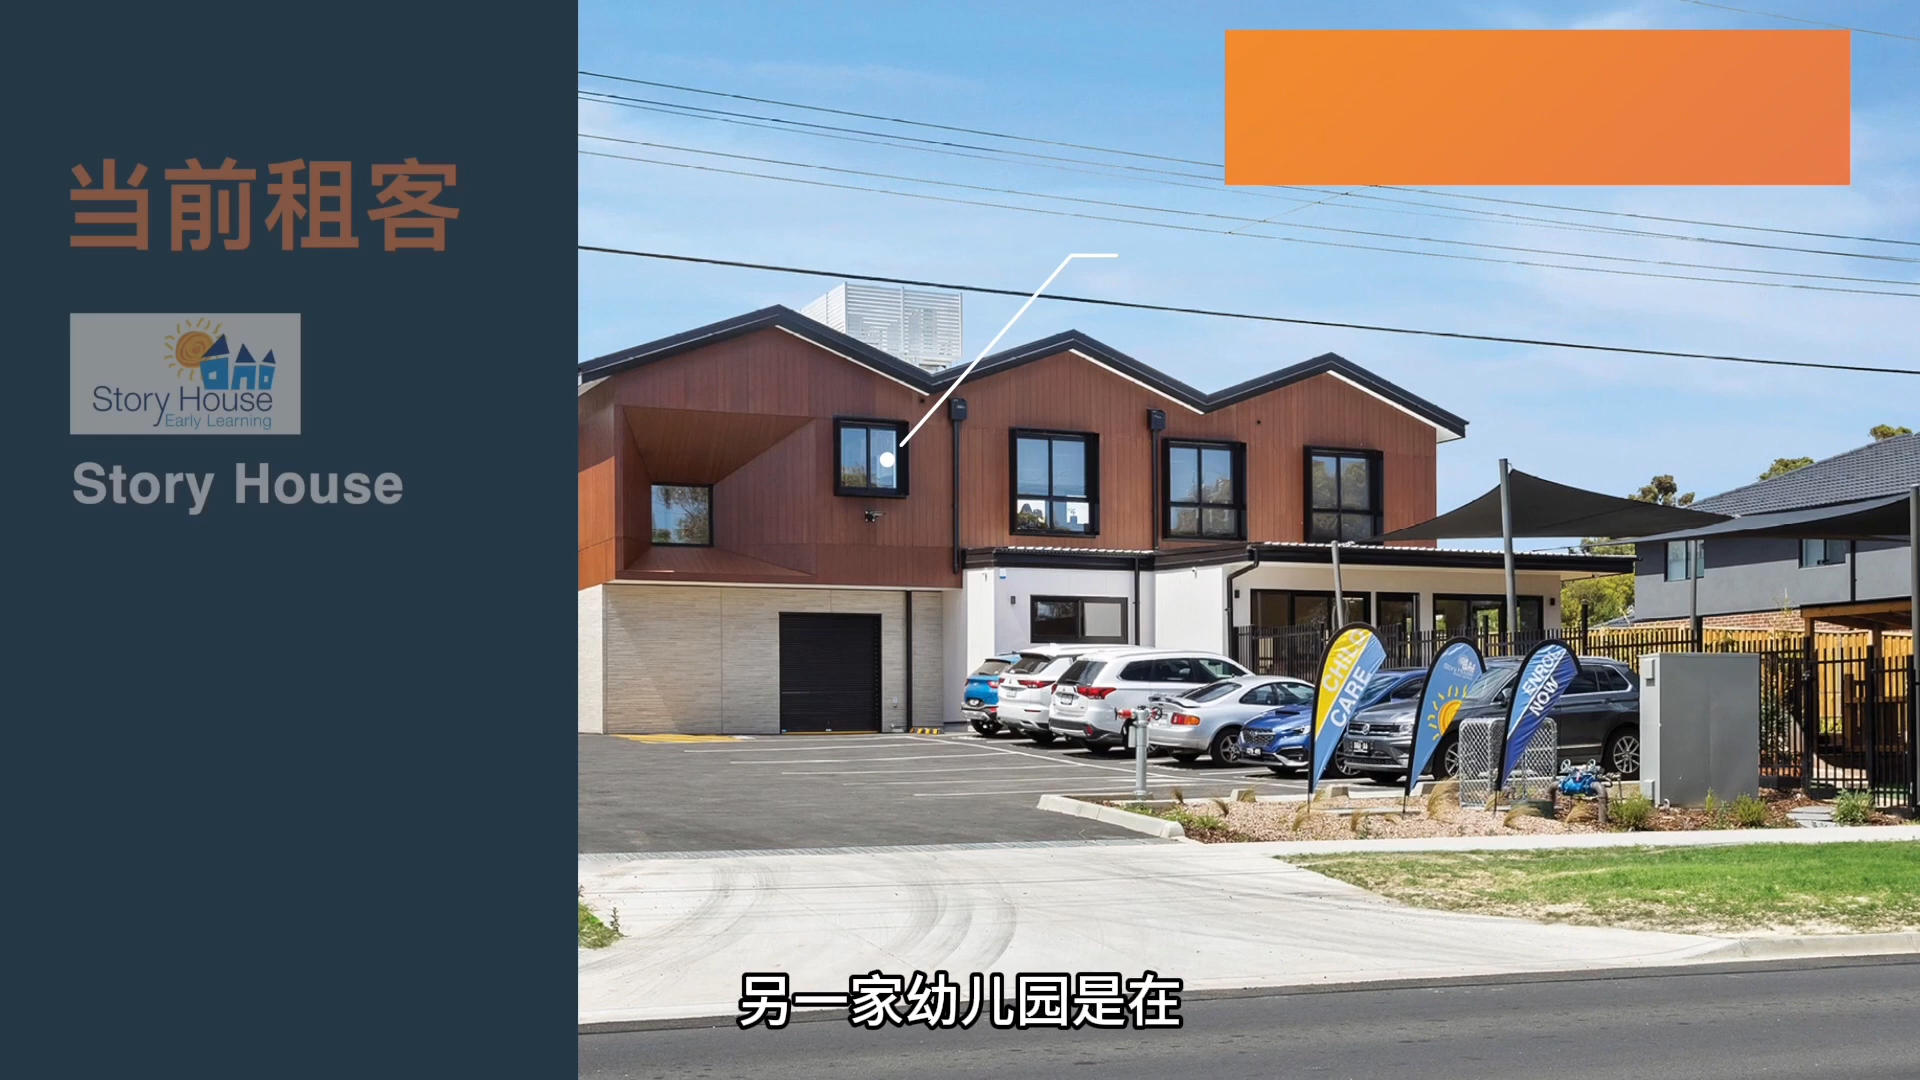 当前租客
Story House
Early Learning
Story House
CHILD
CARE
ENROL
NOW
另一家幼儿园是在